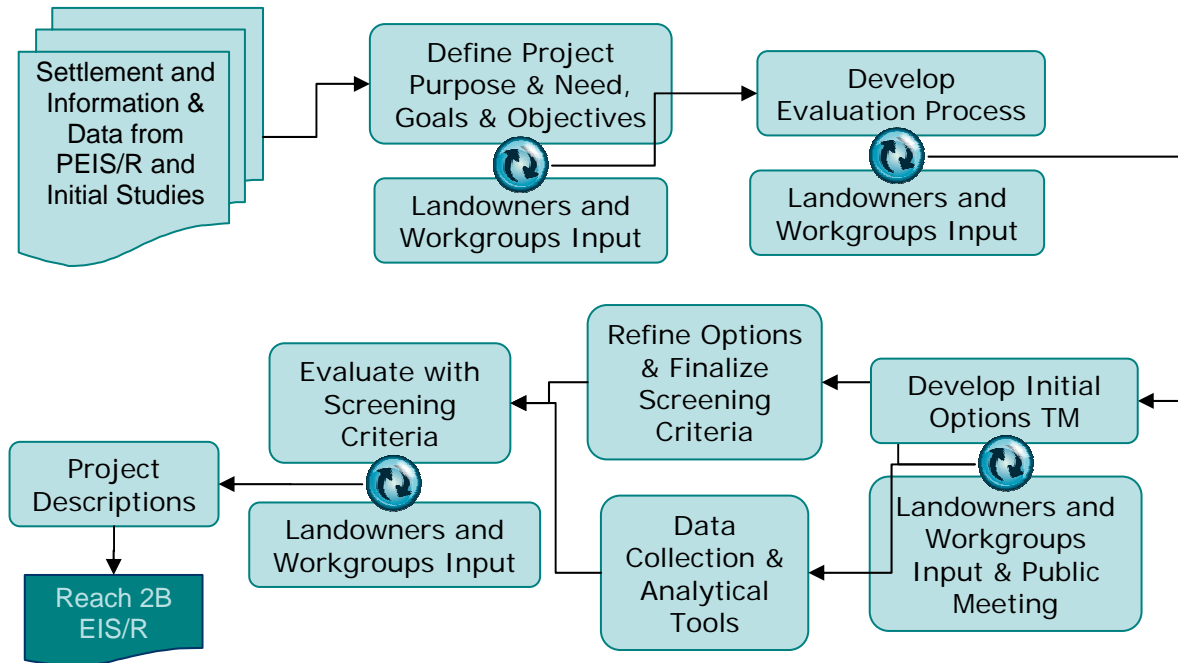 Settlement and
Information &
Data from
PEIS/R and
Initial Studies
Define Project
Purpose & Need,
Goals & Objectives
Landowners and
Workgroups Input
Develop
Evaluation Process
Landowners and
Workgroups Input
Develop Initial
Options TM
Landowners and
Workgroups
Input & Public
Meeting
Refine Options
& Finalize
Screening
Criteria
Data
Collection &
Analytical
Tools
Evaluate with
Screening
Criteria
Landowners and
Workgroups Input
Project
Descriptions
Reach 2B
EIS/R